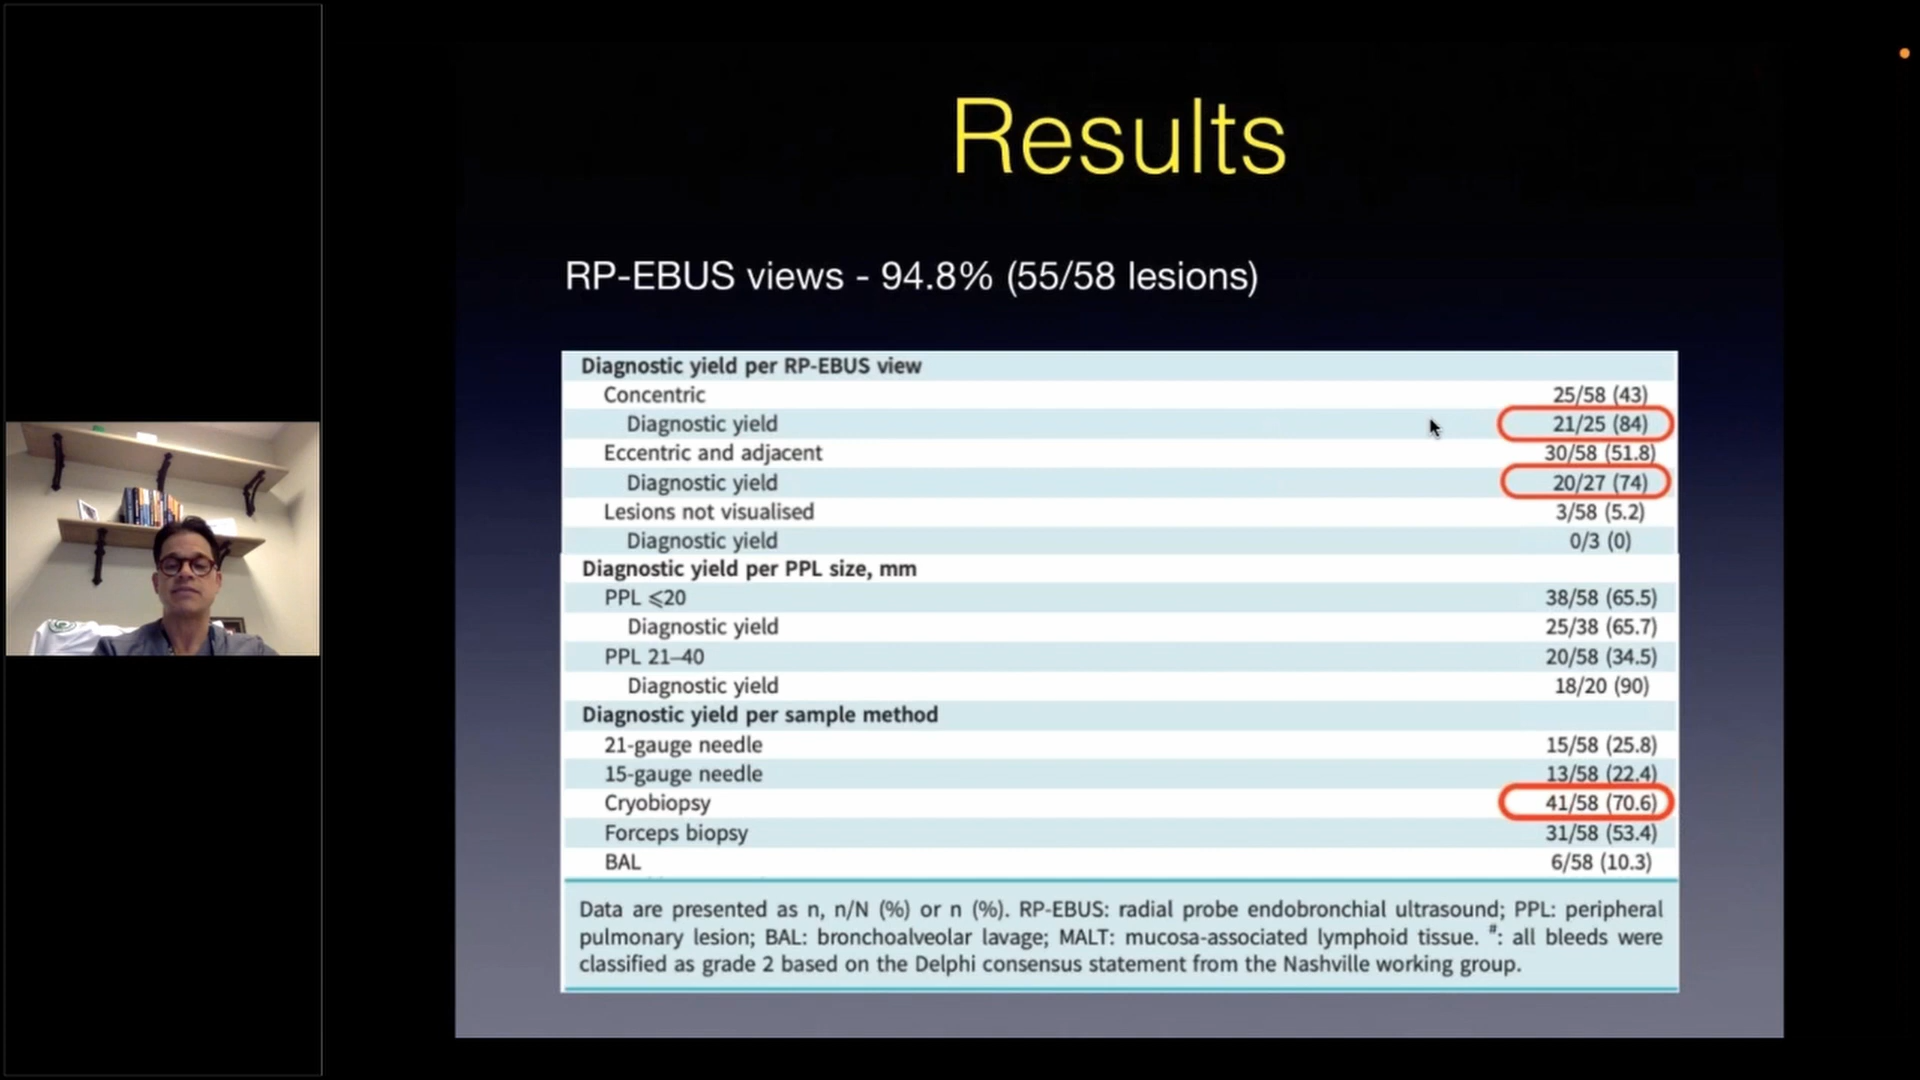 Results
RP-EBUS views - 94.8% (55/58 lesions)
Diagnostic yield per RP-EBUS view
Concentric 25/58 (43)
Diagnostic yield 21/25 (84)
Eccentric and adjacent 30/58 (51.8)
Diagnostic yield 20/27 (74)
Lesions not visualised 3/58 (5.2)
Diagnostic yield 0/3 (0)
Diagnostic yield per PPL size, mm
PPL ⩽20 38/58 (65.5)
Diagnostic yield 25/38 (65.7)
PPL 21–40 20/58 (34.5)
Diagnostic yield 18/20 (90)
Diagnostic yield per sample method
21-gauge needle 15/58 (25.8)
15-gauge needle 13/58 (22.4)
Cryobiopsy 41/58 (70.6)
Forceps biopsy 31/58 (53.4)
BAL 6/58 (10.3)
Data are presented as n, n/N (%) or n (%). RP-EBUS: radial probe endobronchial ultrasound; PPL: peripheral
pulmonary lesion; BAL: bronchoalveolar lavage; MALT: mucosa-associated lymphoid tissue. #: all bleeds were
classified as grade 2 based on the Delphi consensus statement from the Nashville working group.